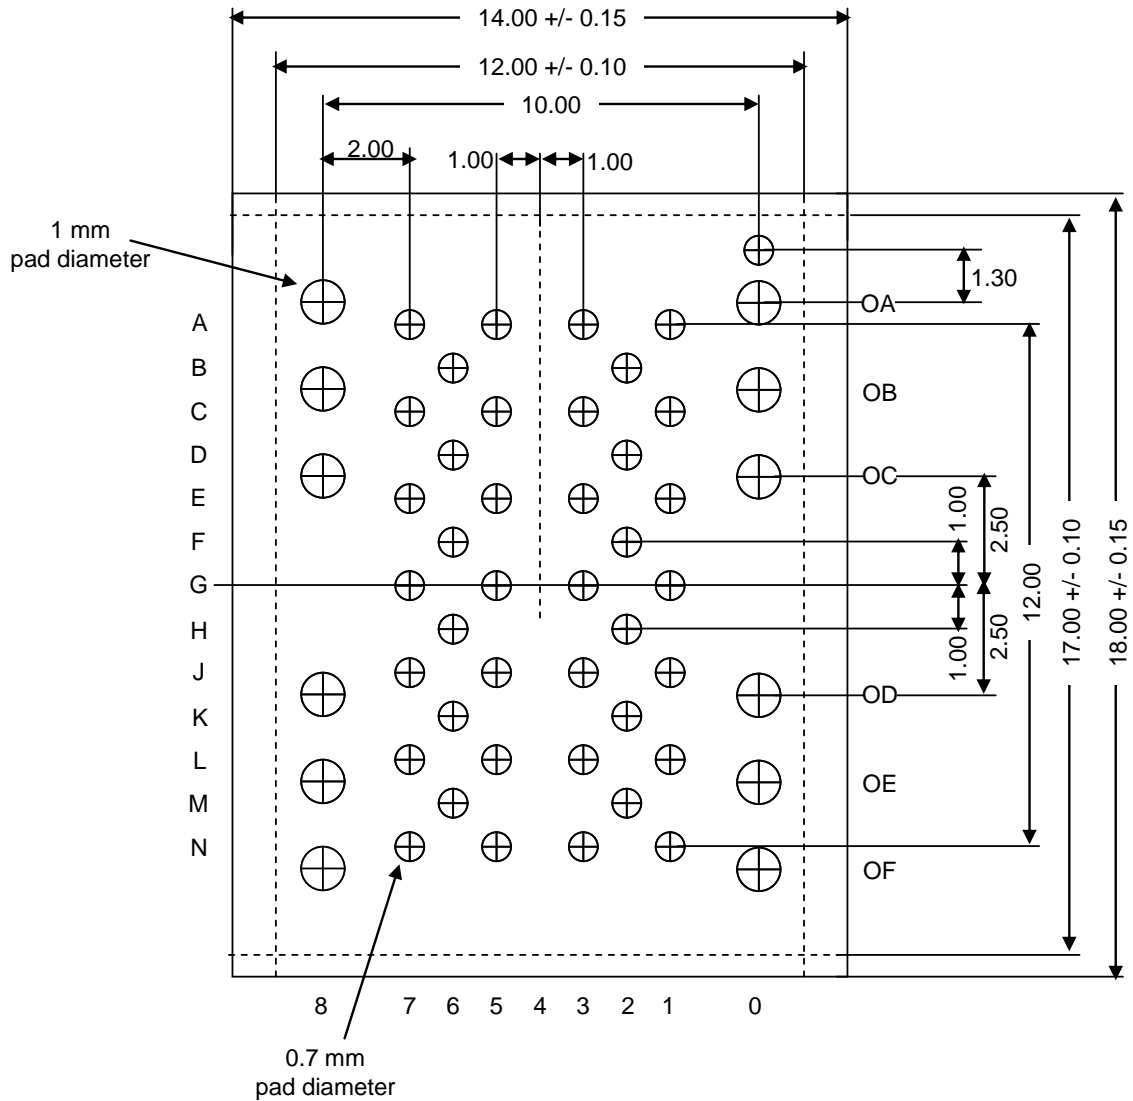 14.00 +/- 0.15
12.00 +/- 0.10
10.00
2.00
1.00
1.00
1 mm
pad diameter
1.30
OA
A
B
OB
C
D
OC
E
1.00
2.50
F
12.00
17.00 +/- 0.10
18.00 +/- 0.15
G
H
1.00
2.50
J
OD
K
L
OE
M
N
OF
8 7 6 5 4 3 2 1 0
0.7 mm
pad diameter